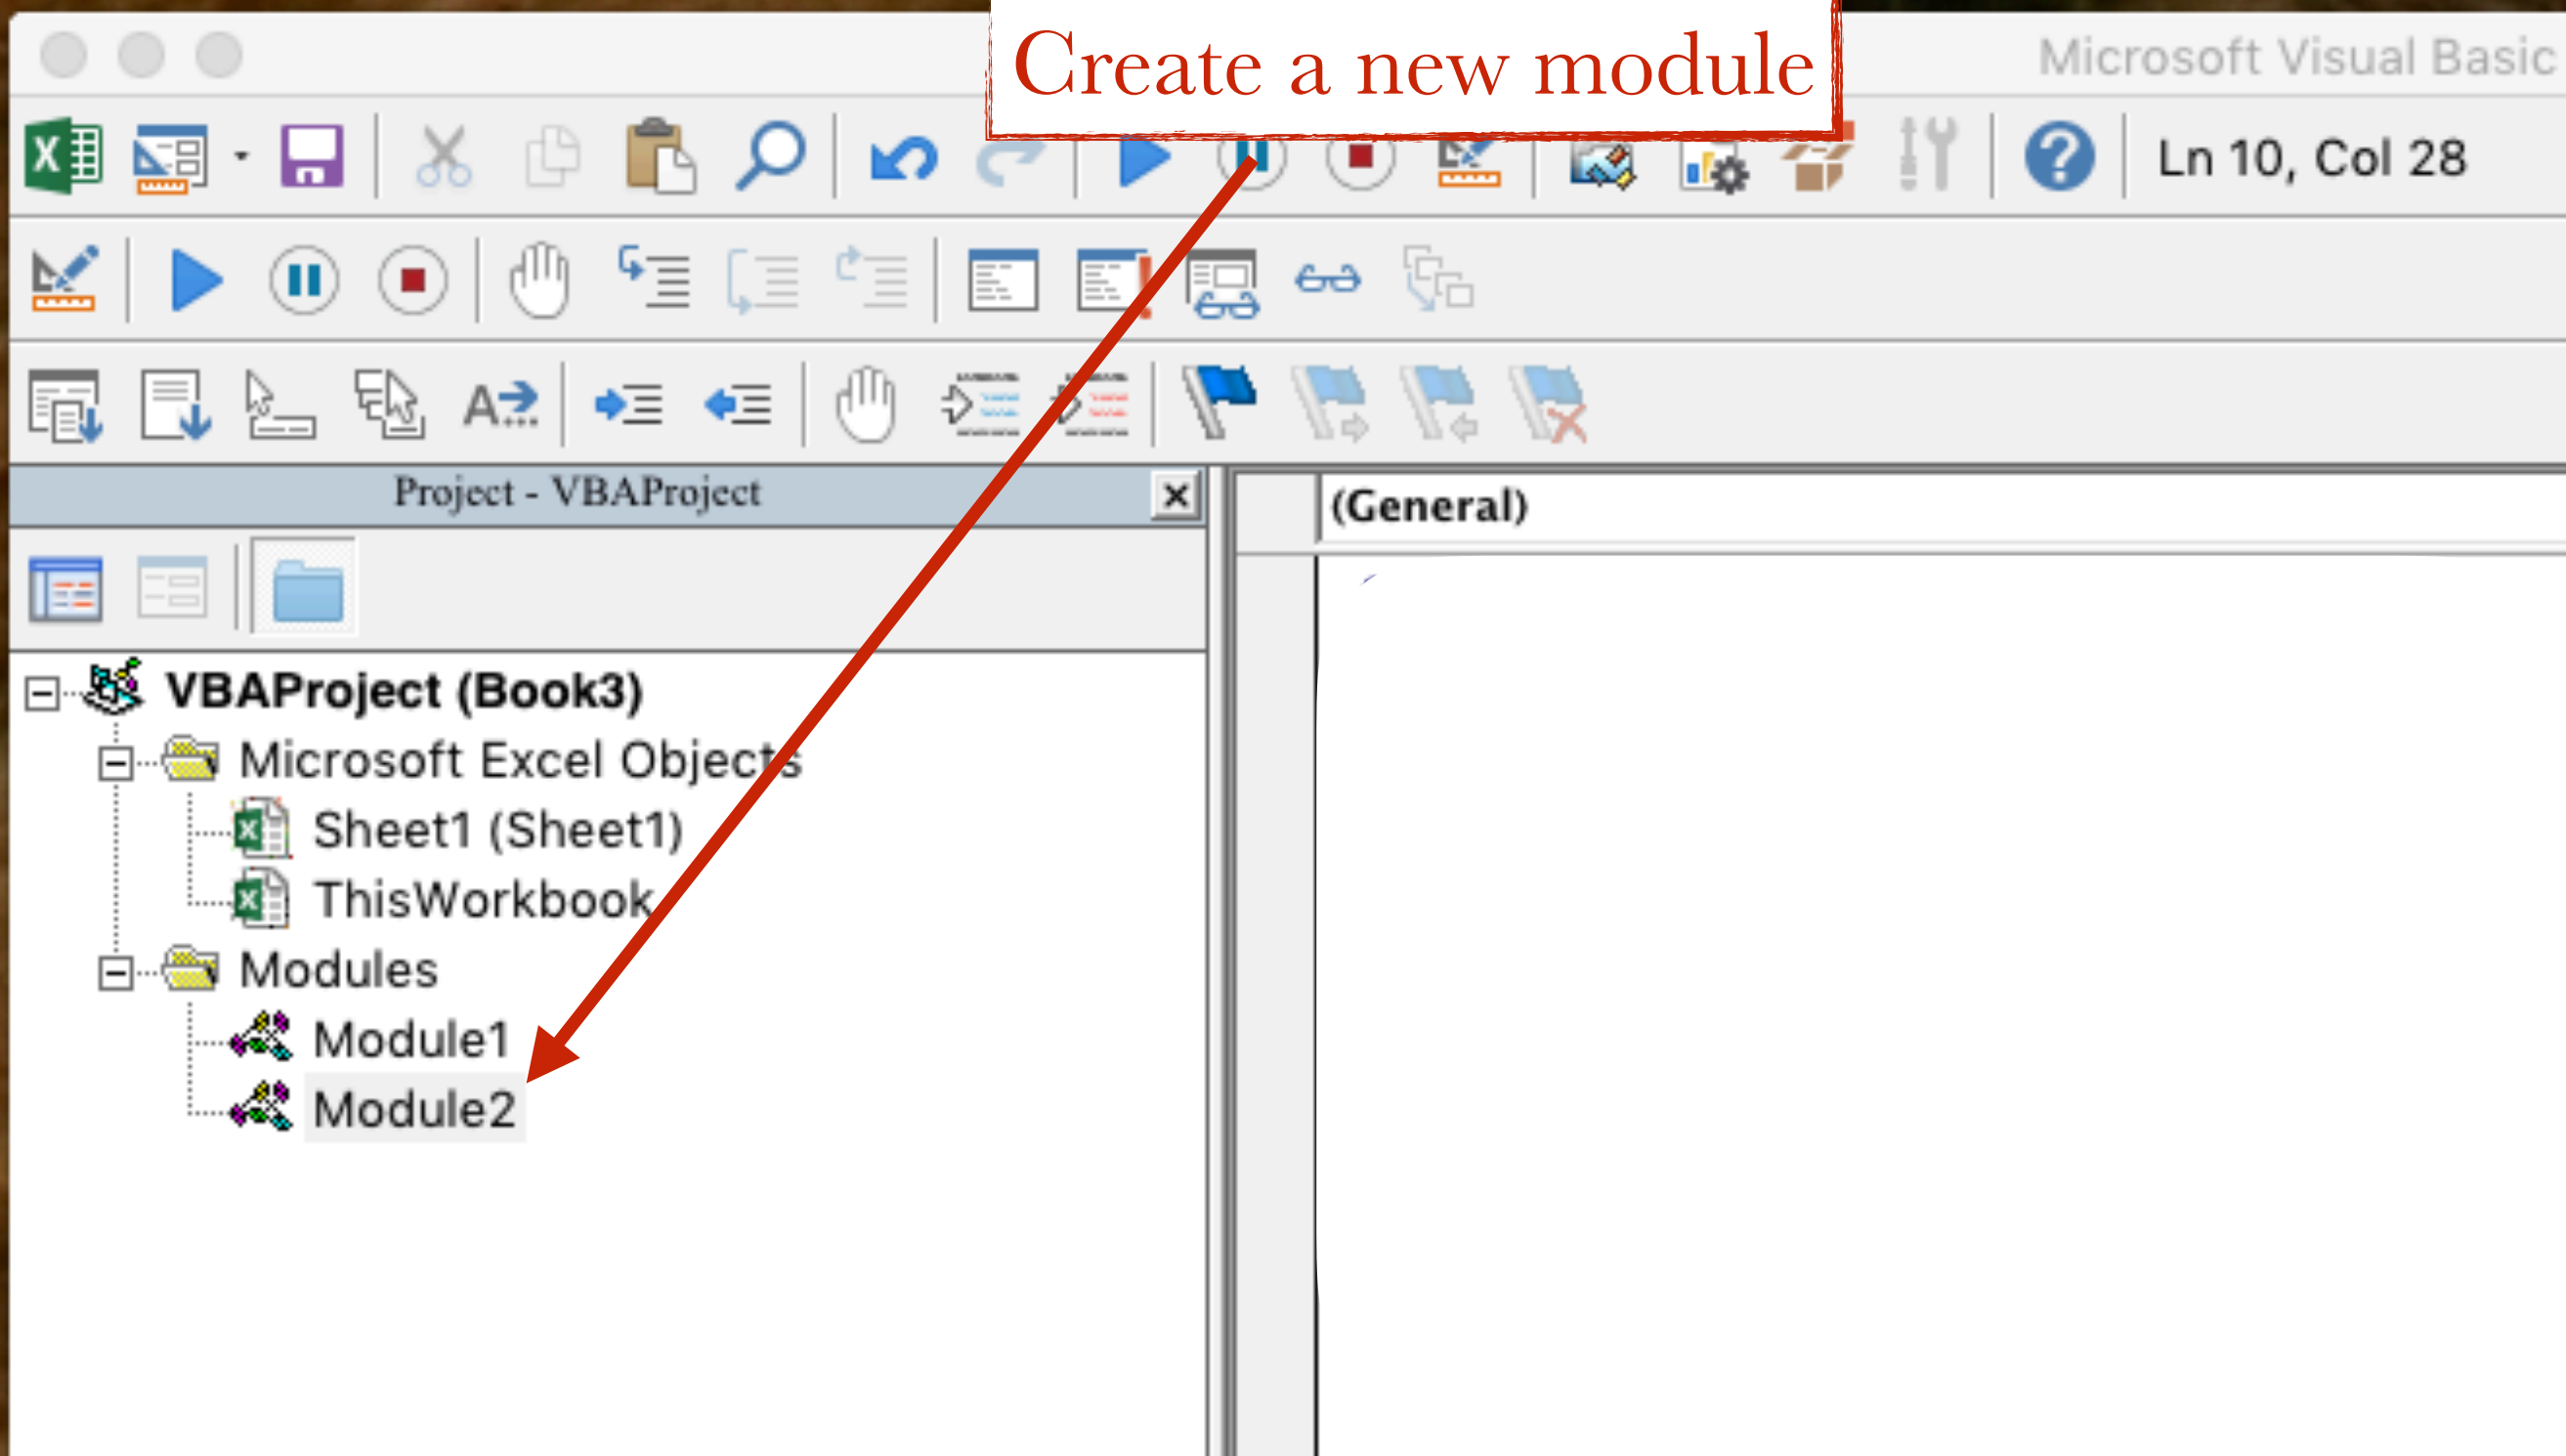 Create a new module
Microsoft Visual Basic
Ln 10, Col 28
Project - VBAProject
(General)
VBAProject (Book3)
Microsoft Excel Objects
Sheet1 (Sheet1)
ThisWorkbook
Modules
Module1
Module2